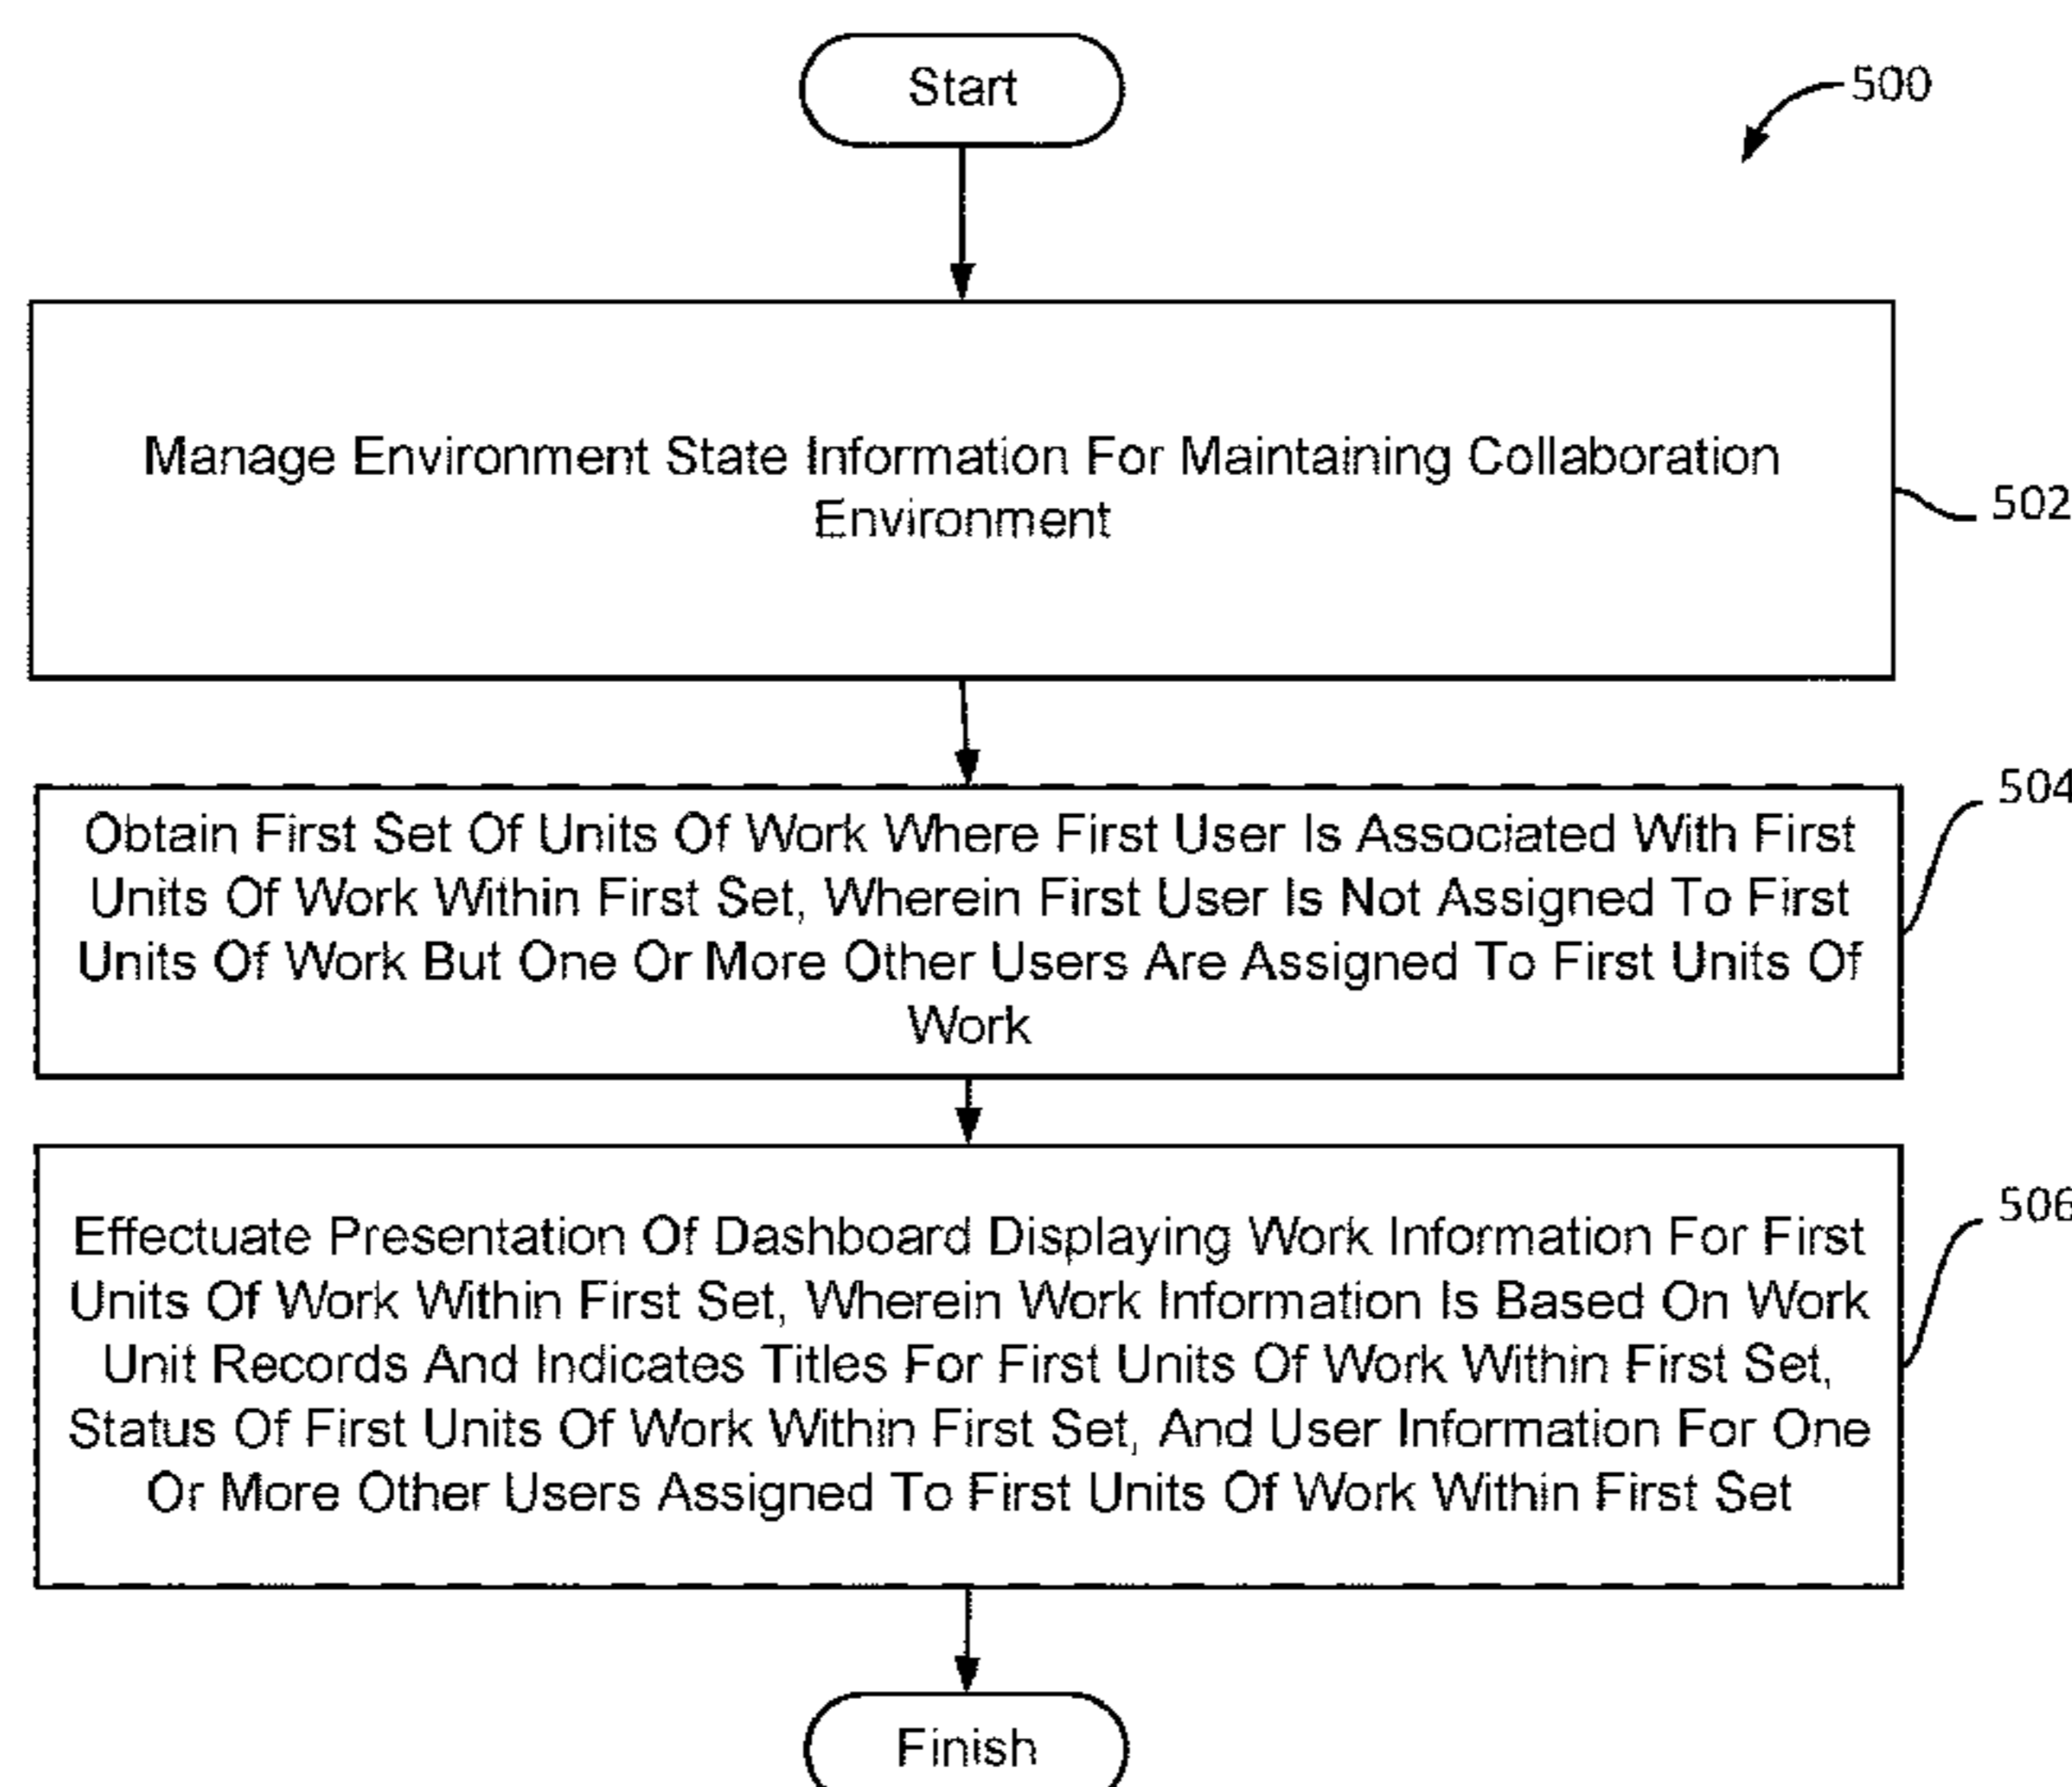 Start
500
Manage Environment State Information For Maintaining Collaboration
Environment
502
Obtain First Set Of Units Of Work Where First User Is Associated With First
Units Of Work Within First Set, Wherein First User Is Not Assigned To First
Units Of Work But One Or More Other Users Are Assigned To First Units Of
Work
504
Effectuate Presentation Of Dashboard Displaying Work Information For First
Units Of Work Within First Set, Wherein Work Information Is Based On Work
Unit Records And Indicates Titles For First Units Of Work Within First Set,
Status Of First Units Of Work Within First Set, And User Information For One
Or More Other Users Assigned To First Units Of Work Within First Set
506
Finish